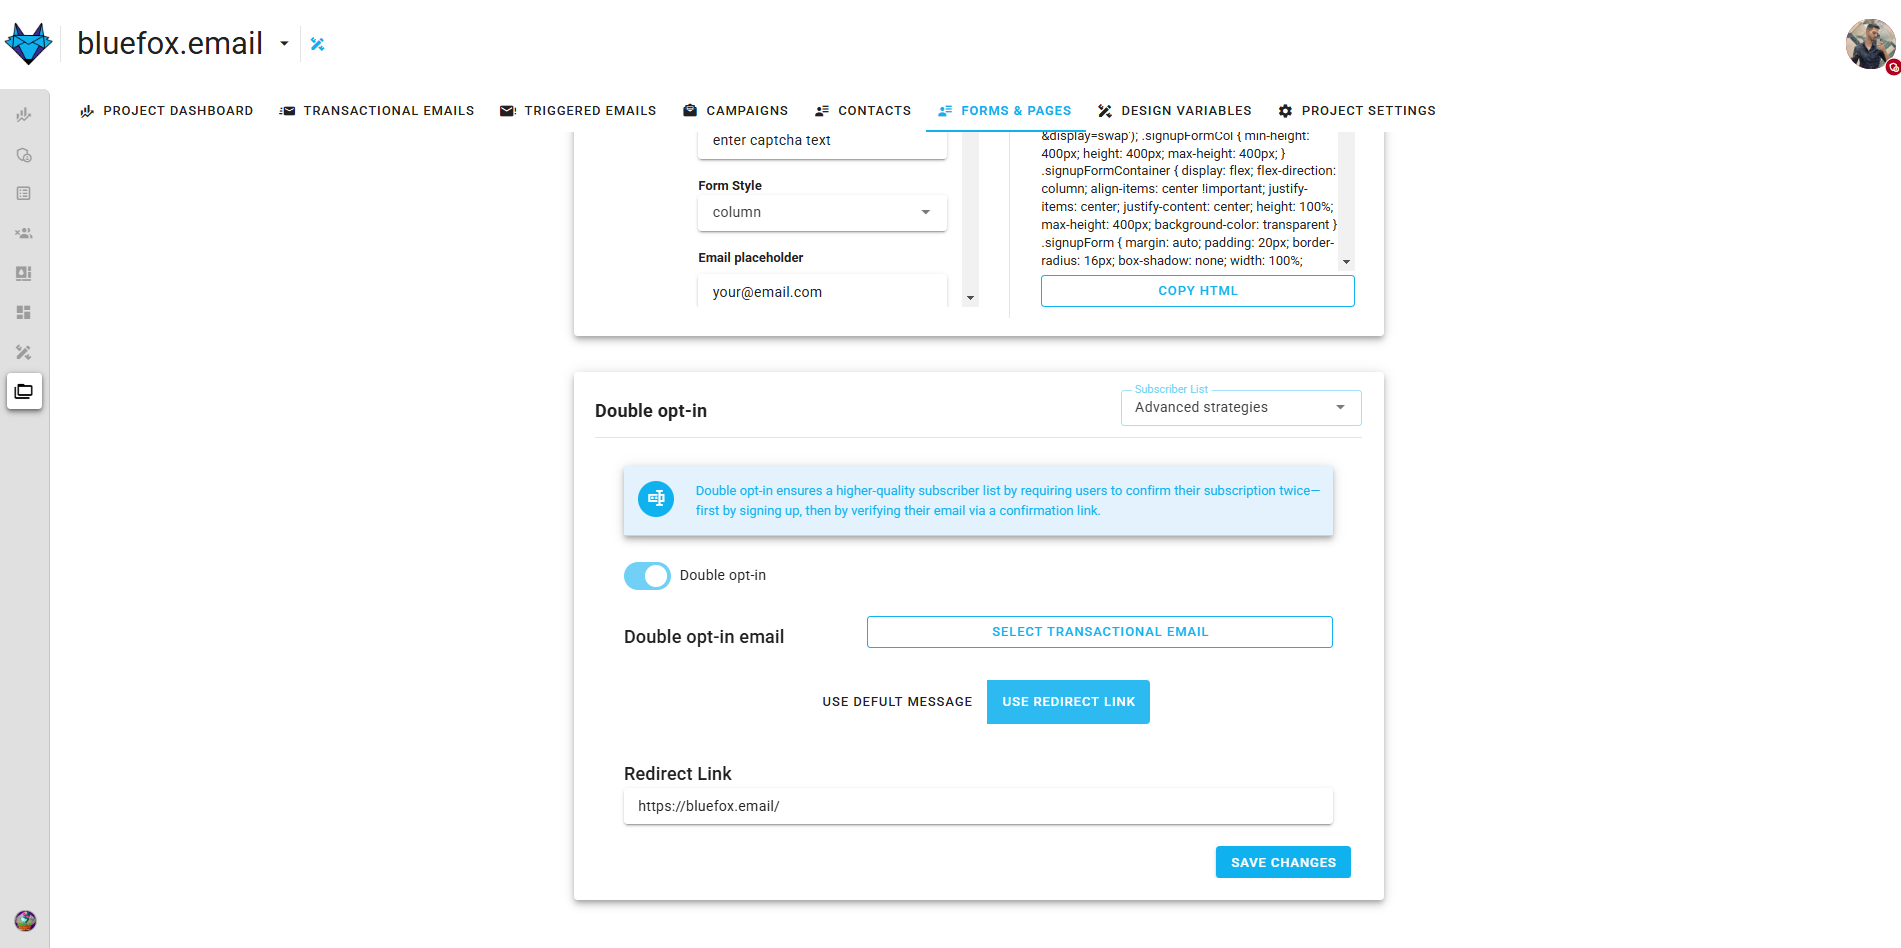 bluefox.email
PROJECT DASHBOARD
TRANSACTIONAL EMAILS
TRIGGERED EMAILS
CAMPAIGNS
CONTACTS
FORMS & PAGES
DESIGN VARIABLES
PROJECT SETTINGS
enter captcha text
Form Style
column
Email placeholder
your@email.com
&display=swap'); .signupFormCol { min-height:
400px; height: 400px; max-height: 400px; }
.signupFormContainer { display: flex; flex-direction:
column; align-items: center !important; justify-
items: center; justify-content: center; height: 100%;
max-height: 400px; background-color: transparent }
.signupForm { margin: auto; padding: 20px; border-
radius: 16px; box-shadow: none; width: 100%;
COPY HTML
Double opt-in
Subscriber List
Advanced strategies
Double opt-in ensures a higher-quality subscriber list by requiring users to confirm their subscription twice—
first by signing up, then by verifying their email via a confirmation link.
Double opt-in
Double opt-in email
SELECT TRANSACTIONAL EMAIL
USE DEFULT MESSAGE
USE REDIRECT LINK
Redirect Link
https://bluefox.email/
SAVE CHANGES